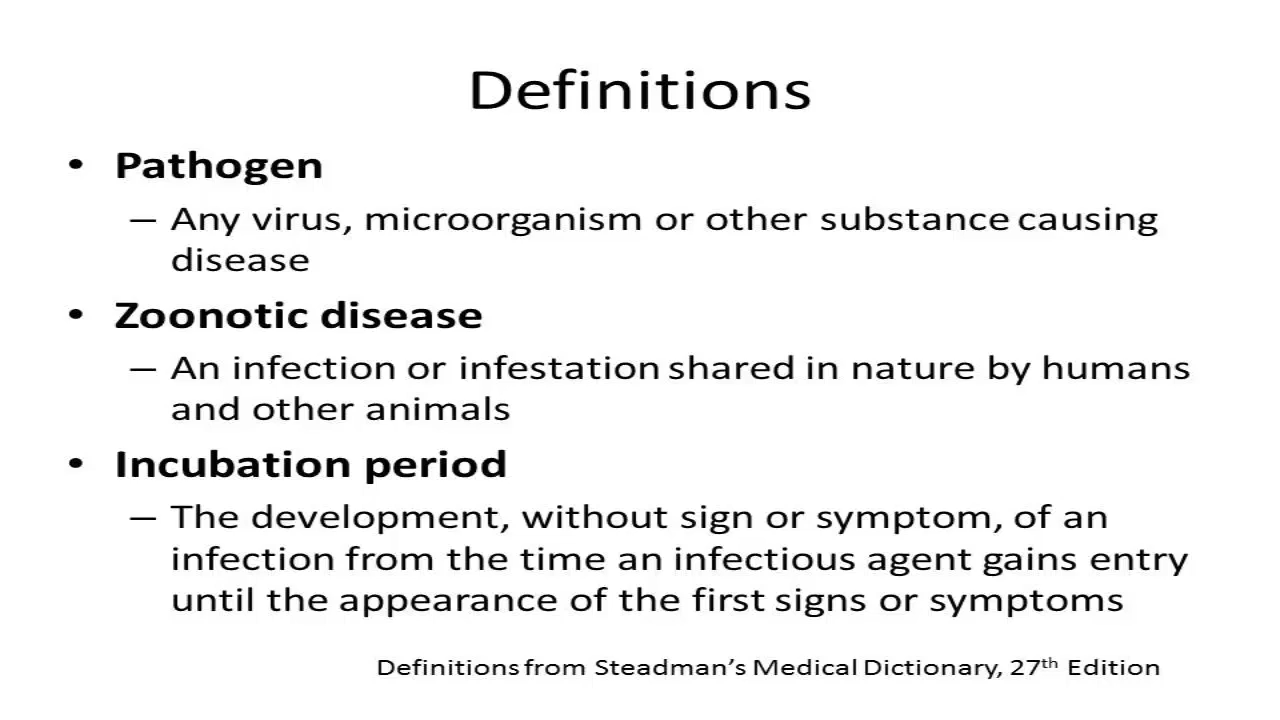 Definitions
• Pathogen
– Any virus, microorganism or other substance causing
disease
• Zoonotic disease
– An infection or infestation shared in nature by humans
and other animals
• Incubation period
– The development, without sign or symptom, of an
infection from the time an infectious agent gains entry
until the appearance of the first signs or symptoms
Definitions from Steadman’s Medical Dictionary, 27th Edition